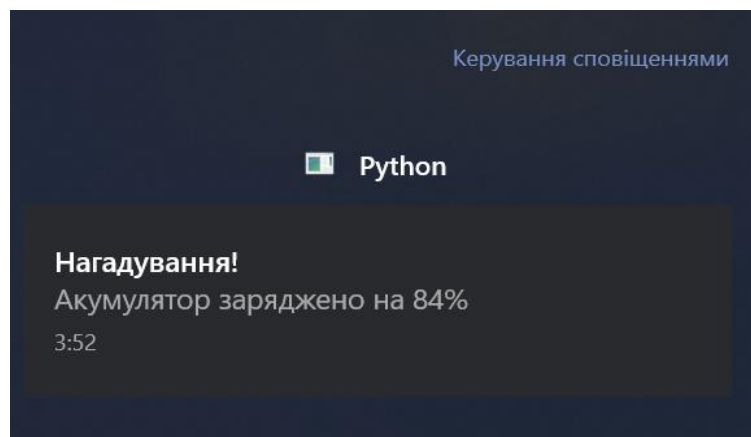 Керування сповіщеннями
Python
Нагадування!
Акумулятор заряджено на 84%
3:52